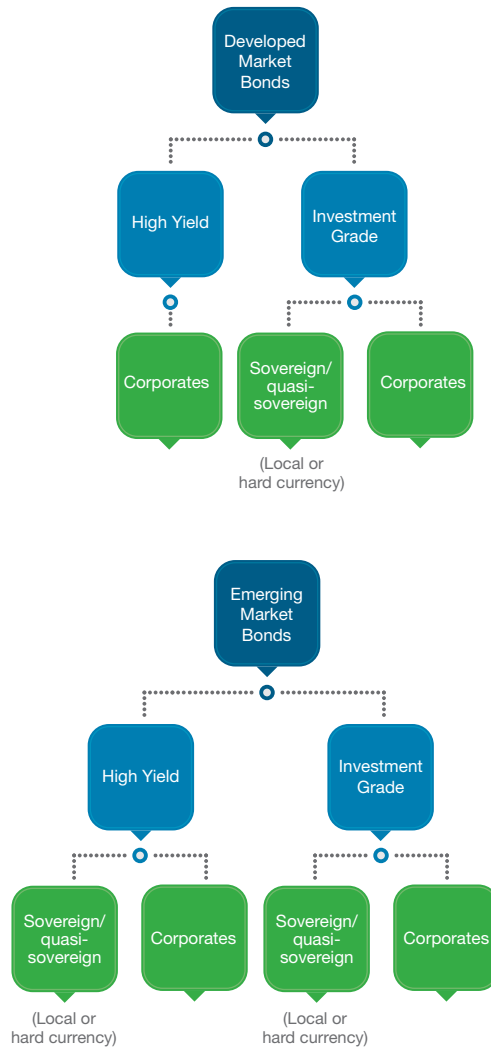 Developed
Market
Bonds
High Yield
Investment
Grade
Corporates
Sovereign/
quasi-
sovereign
Corporates
(Local or
hard currency)
Emerging
Market
Bonds
High Yield
Investment
Grade
Sovereign/
quasi-
sovereign
Corporates
Sovereign/
quasi-
sovereign
Corporates
(Local or
hard currency)
(Local or
hard currency)